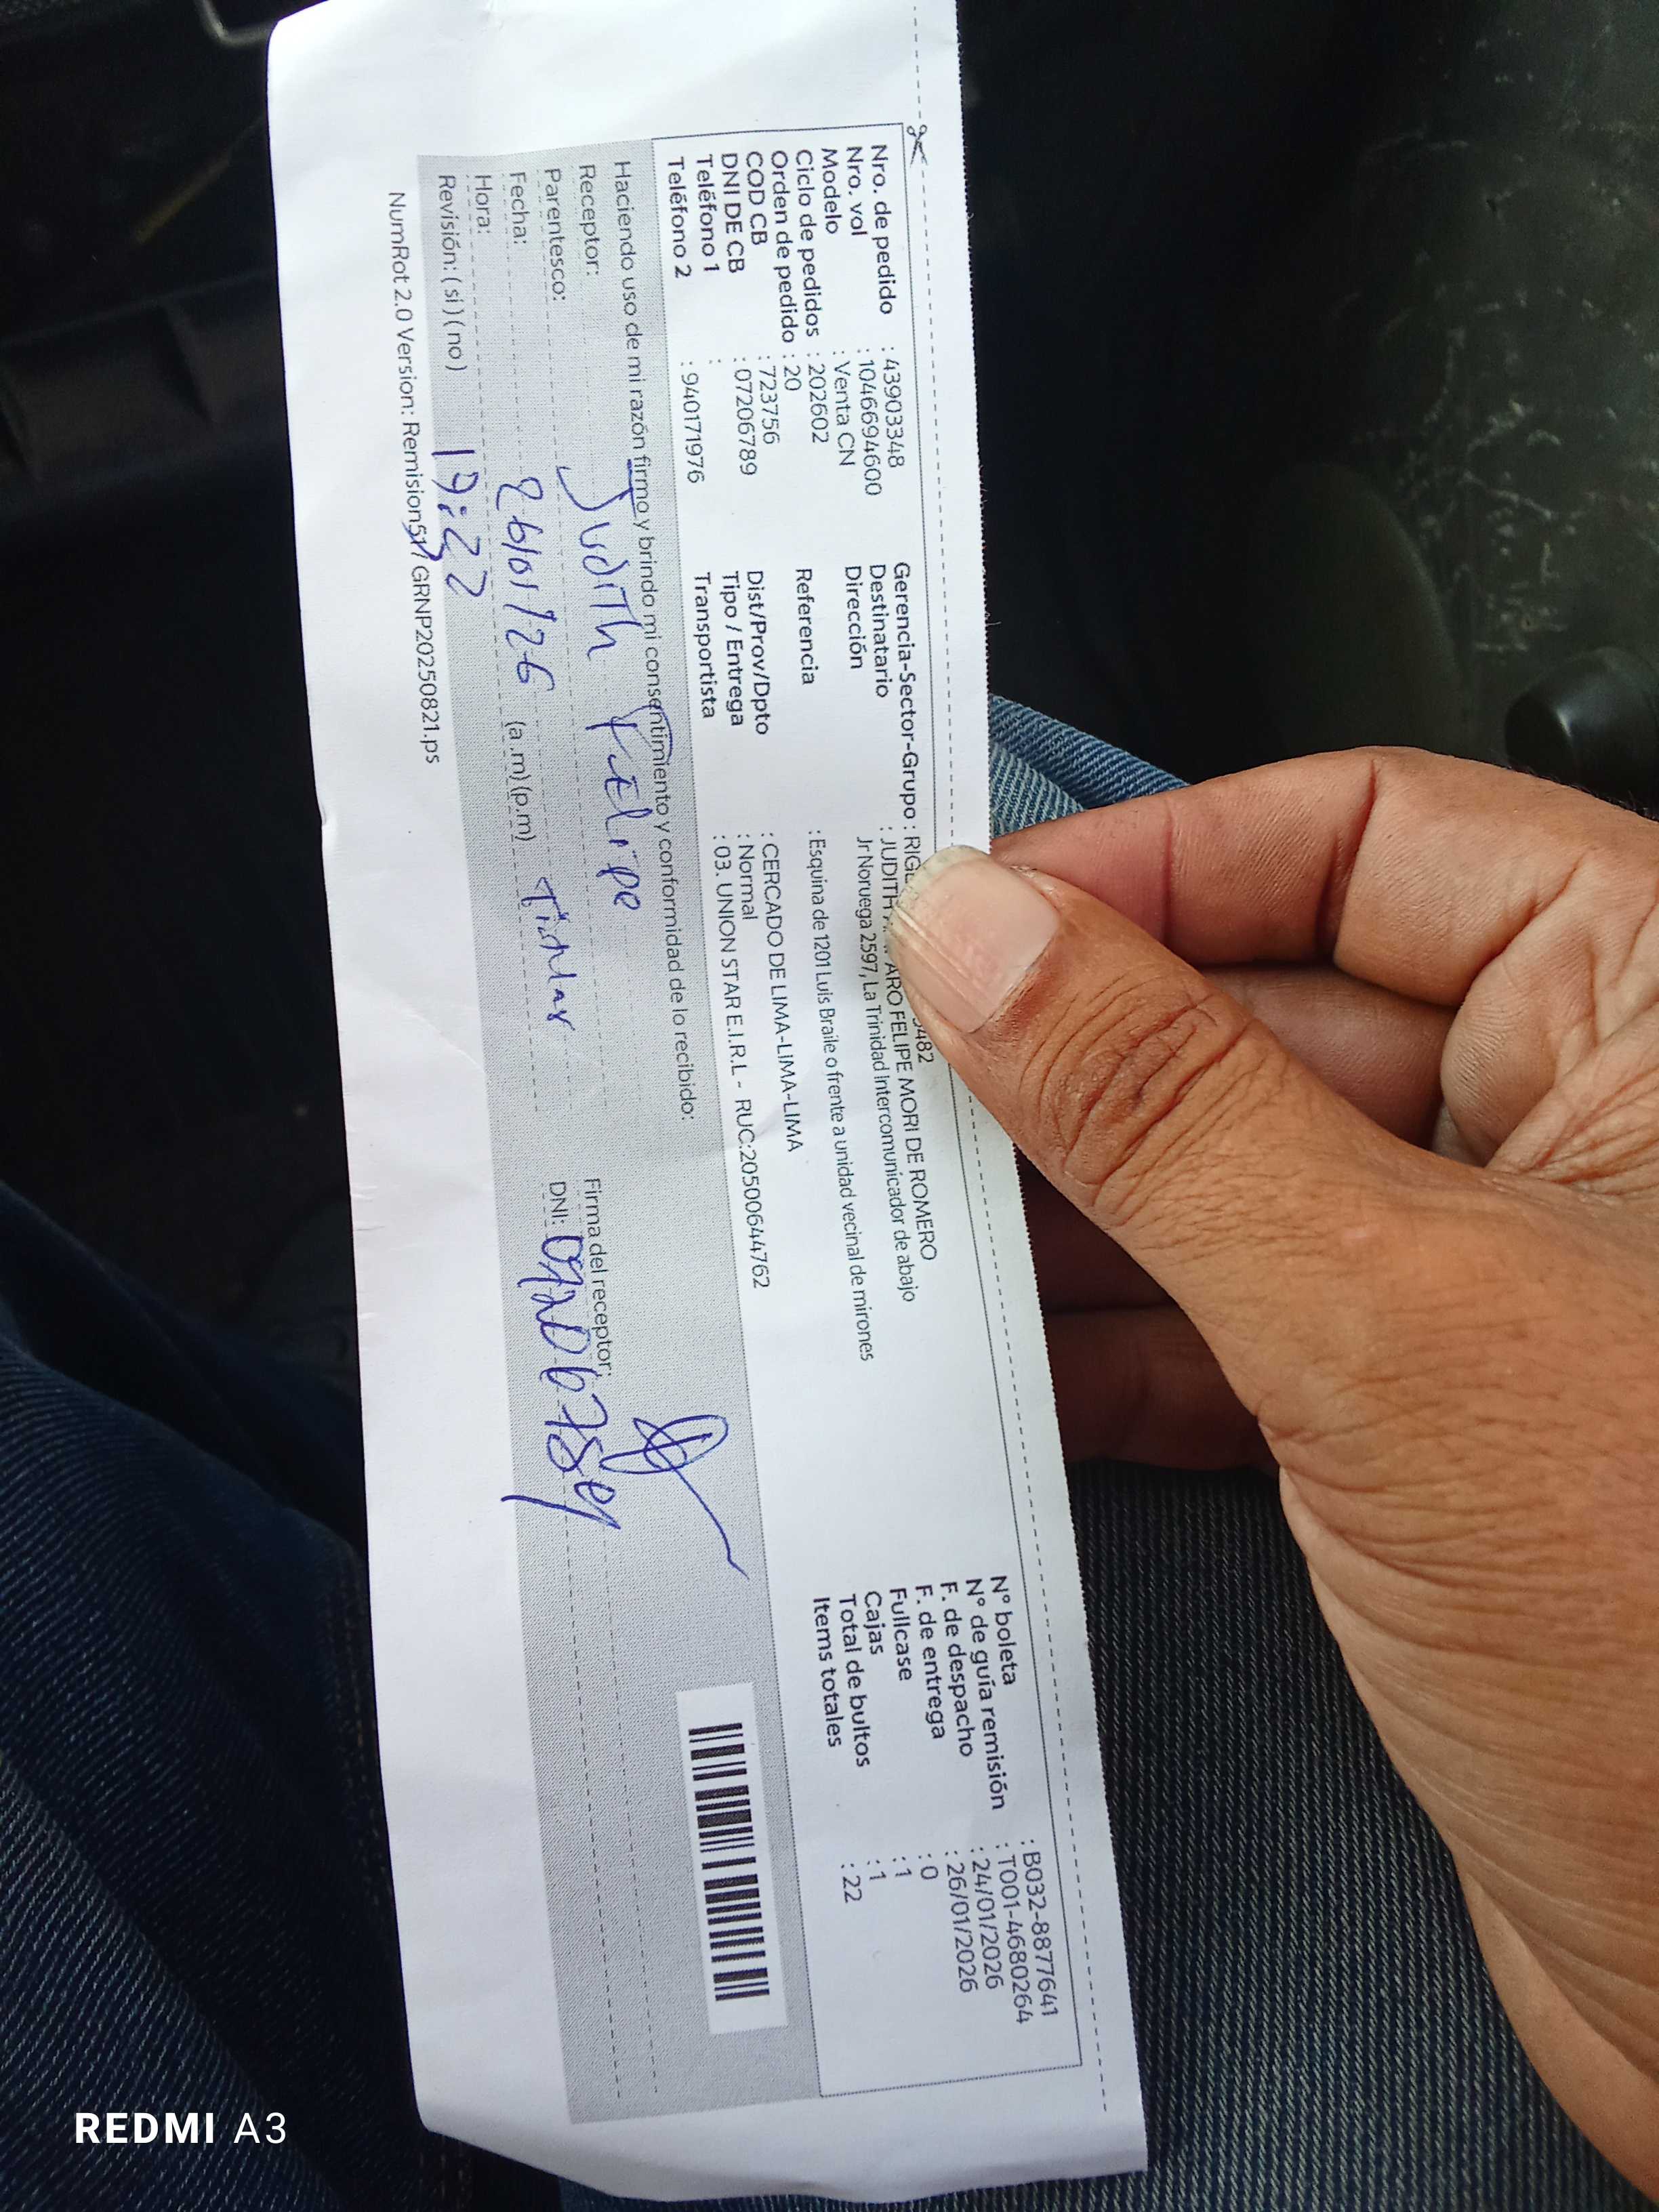 Nro. de pedido : 43903348
Nro. vol : 1046694600
Modelo : Venta CN
Ciclo de pedidos : 202602
Orden de pedido : 20
COD CB : 723756
DNI DE CB : 07206789
Teléfono 1 :
Teléfono 2 : 940171976
Gerencia-Sector-Grupo : RIGL 5482
Destinatario : JUDITH ARO FELIPE MORI DE ROMERO
Dirección Jr Noruega 2597, La Trinidad Intercomunicador de abajo
Referencia : Esquina de 1201 Luis Braile o frente a unidad vecinal de mirones
Dist/Prov/Dpto : CERCADO DE LIMA-LIMA-LIMA
Tipo / Entrega : Normal
Transportista : 03. UNION STAR E.I.R.L - RUC:20500644762
N° boleta : B032-8877641
N° de guía remisión : T001-4680264
F. de despacho : 24/01/2026
F. de entrega : 26/01/2026
Fullcase : 0
Cajas : 1
Total de bultos : 1
Items totales : 22
Haciendo uso de mi razón firmo y brindo mi consentimiento y conformidad de lo recibido:
Receptor: Judith Felipe
Parentesco: Titular
Fecha: 26/01/26
Hora: 19:22 (a.m)(p.m)
Revisión: ( sí ) ( no )
Firma del receptor:
DNI: 07206789
NumRot 2.0 Version: Remision GRNP20250821.ps
REDMI A3